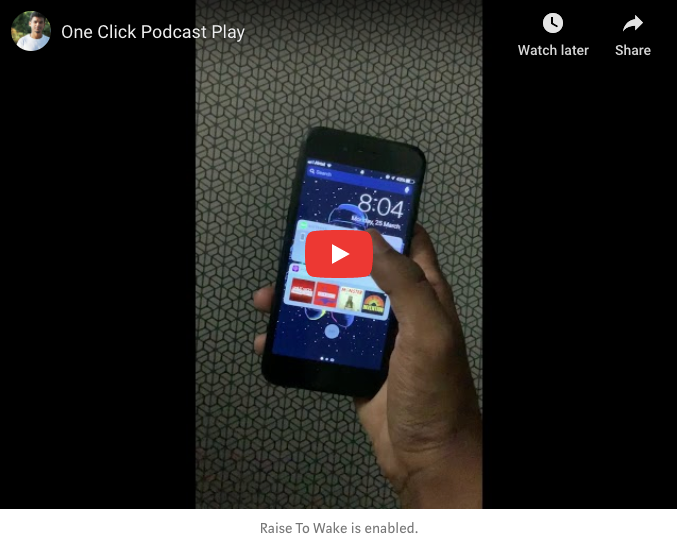 One Click Podcast Play
Watch later
Share
Search
8:04
Monday, 25 March
Raise To Wake is enabled.